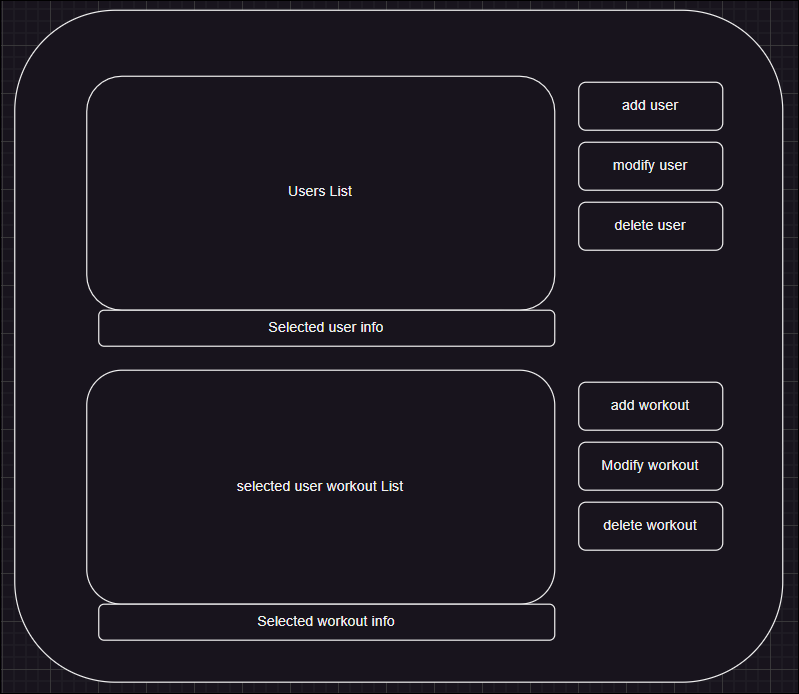 Users List
add user
modify user
delete user
Selected user info
selected user workout List
add workout
Modify workout
delete workout
Selected workout info